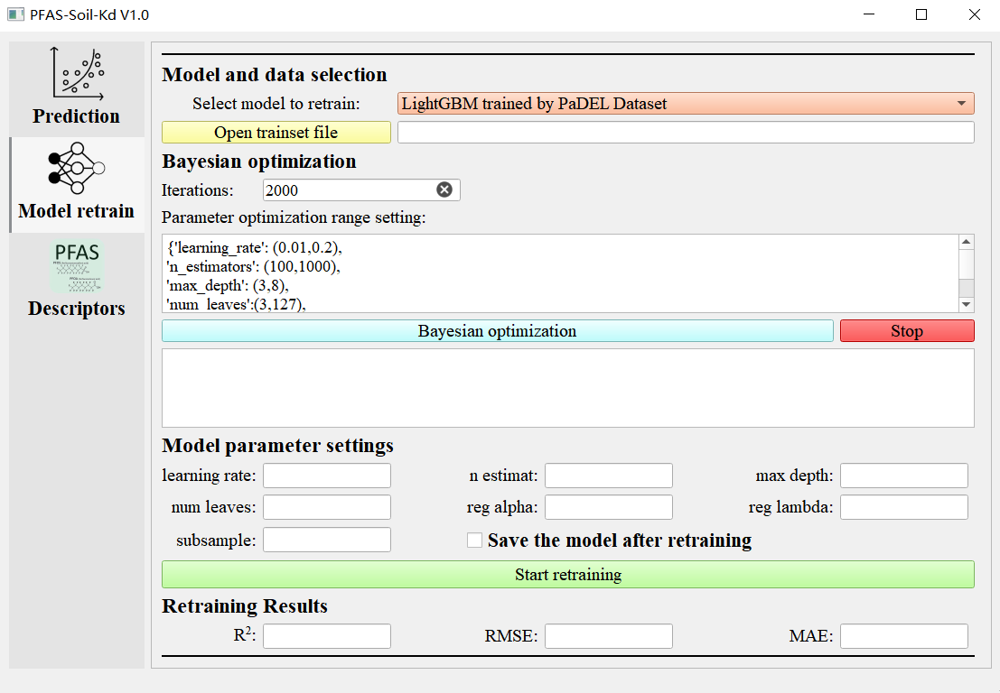 PFAS-Soil-Kd V1.0
Prediction
Model retrain
PFAS
Descriptors
Model and data selection
Select model to retrain: LightGBM trained by PaDEL Dataset
Open trainset file
Bayesian optimization
Iterations: 2000
Parameter optimization range setting:
{'learning_rate': (0.01,0.2),
'n_estimators': (100,1000),
'max_depth': (3,8),
'num_leaves':(3,127),
Bayesian optimization Stop
Model parameter settings
learning rate: n estimat: max depth:
num leaves: reg alpha: reg lambda:
subsample: Save the model after retraining
Start retraining
Retraining Results
R²: RMSE: MAE: